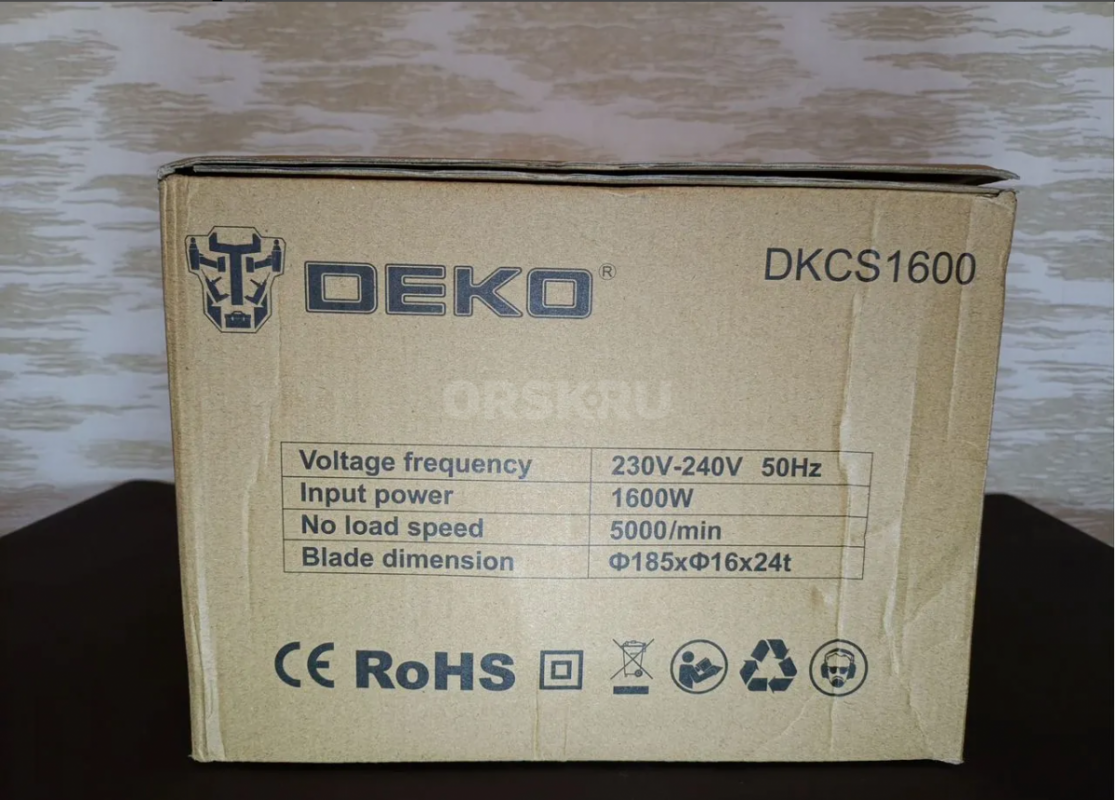 DEKO®
DKCS1600
ORSK.RU
Voltage frequency 230V-240V 50Hz
Input power 1600W
No load speed 5000/min
Blade dimension Φ185xΦ16x24t
CE RoHS